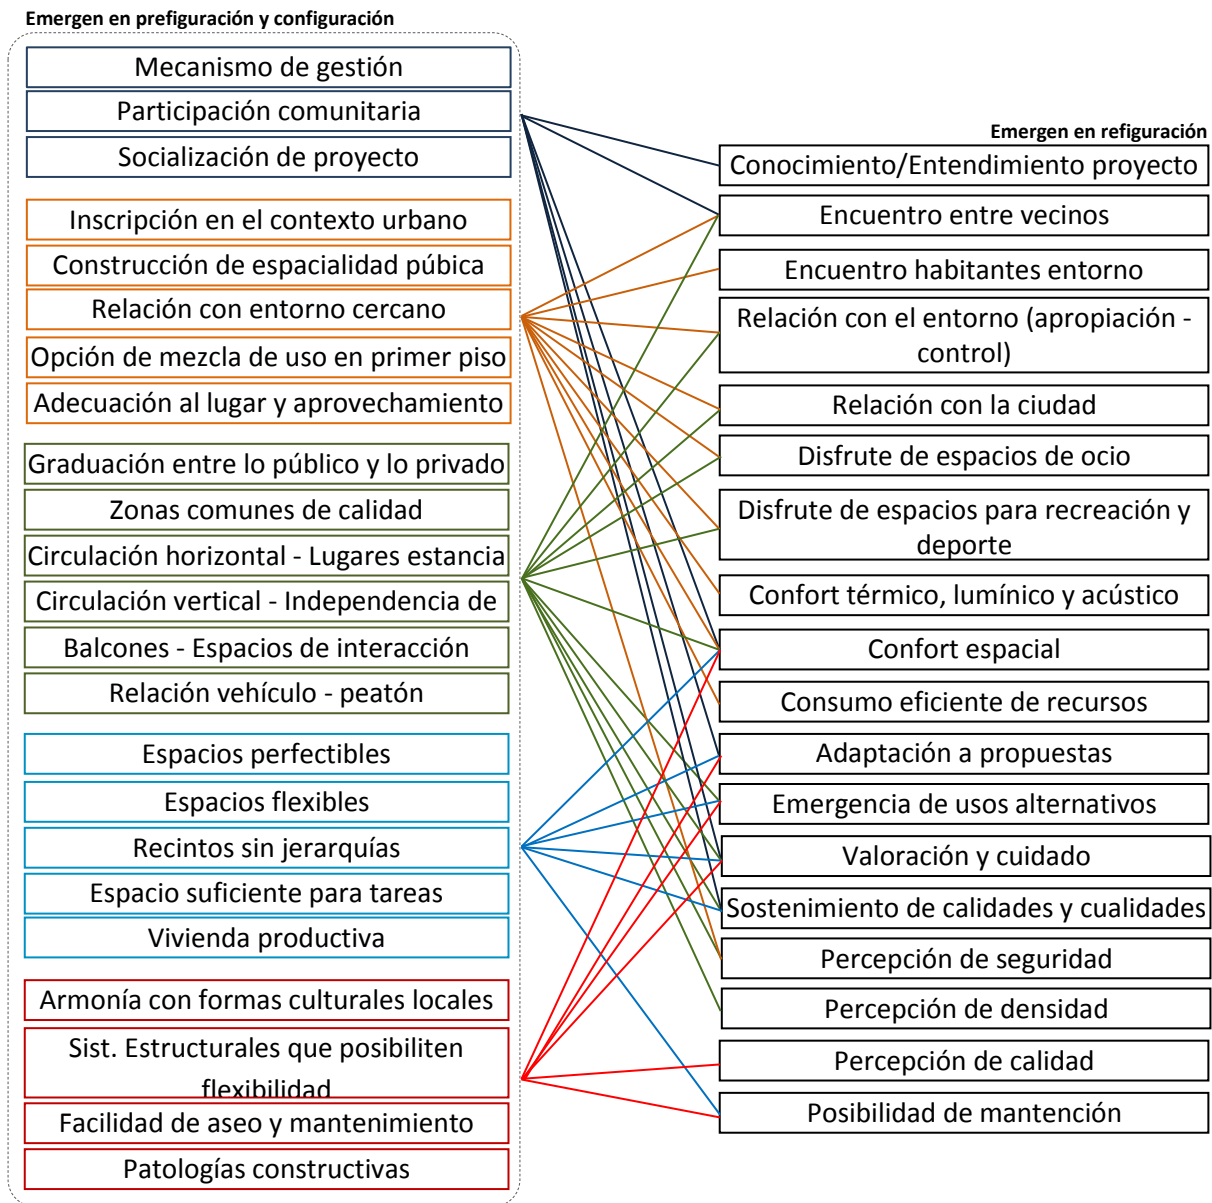 Emergen en prefiguración y configuración
Mecanismo de gestión
Participación comunitaria
Socialización de proyecto
Inscripción en el contexto urbano
Construcción de espacialidad púbica
Relación con entorno cercano
Opción de mezcla de uso en primer piso
Adecuación al lugar y aprovechamiento
Graduación entre lo público y lo privado
Zonas comunes de calidad
Circulación horizontal - Lugares estancia
Circulación vertical - Independencia de
Balcones - Espacios de interacción
Relación vehículo - peatón
Espacios perfectibles
Espacios flexibles
Recintos sin jerarquías
Espacio suficiente para tareas
Vivienda productiva
Armonía con formas culturales locales
Sist. Estructurales que posibiliten
flexibilidad
Facilidad de aseo y mantenimiento
Patologías constructivas
Emergen en refiguración
Conocimiento/Entendimiento proyecto
Encuentro entre vecinos
Encuentro habitantes entorno
Relación con el entorno (apropiación -
control)
Relación con la ciudad
Disfrute de espacios de ocio
Disfrute de espacios para recreación y
deporte
Confort térmico, lumínico y acústico
Confort espacial
Consumo eficiente de recursos
Adaptación a propuestas
Emergencia de usos alternativos
Valoración y cuidado
Sostenimiento de calidades y cualidades
Percepción de seguridad
Percepción de densidad
Percepción de calidad
Posibilidad de mantención